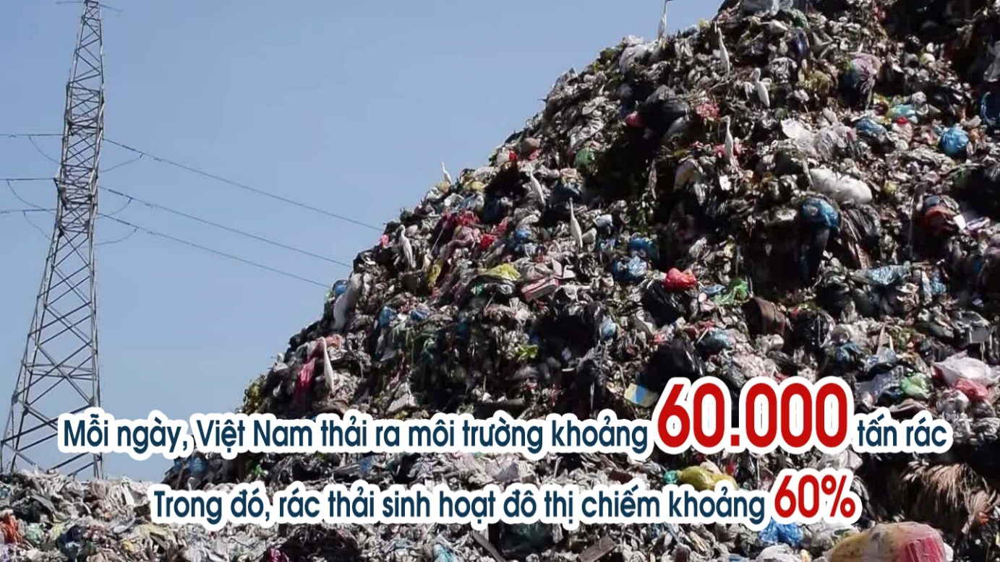 Mỗi ngày, Việt Nam thải ra môi trường khoảng 60.000 tấn rác
Trong đó, rác thải sinh hoạt đô thị chiếm khoảng 60%